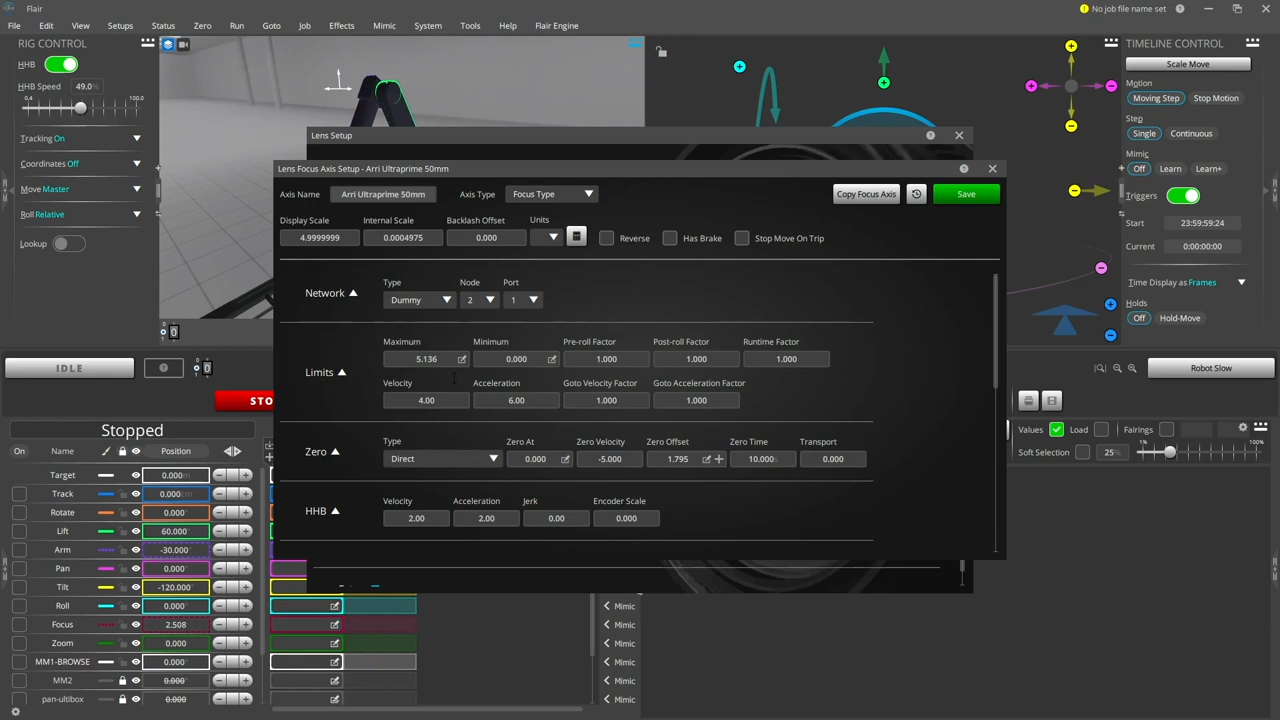 Flair
No job file name set
File Edit View Setups Status Zero Run Goto Job Effects Mimic System Tools Help Flair Engine
RIG CONTROL
HHB
HHB Speed 49.0%
0.4 100.0
Tracking On
Coordinates Off
Move Master
Roll Relative
Lookup
TIMELINE CONTROL
Scale Move
Motion
Moving Step Stop Motion
Step
Single Continuous
Mimic
Off Learn Learn+
Triggers
Start 23:59:59:24
Current 0:00:00:00
Time Display as Frames
Holds
Off Hold-Move
Lens Setup
Lens Focus Axis Setup - Arri Ultraprime 50mm
Axis Name Arri Ultraprime 50mm Axis Type Focus Type Copy Focus Axis Save
Display Scale Internal Scale Backlash Offset Units
4.9999999 0.0004975 0.000 Reverse Has Brake Stop Move On Trip
Network
Type Node Port
Dummy 2 1
Limits
Maximum Minimum Pre-roll Factor Post-roll Factor Runtime Factor
5.136 0.000 1.000 1.000 1.000
Velocity Acceleration Goto Velocity Factor Goto Acceleration Factor
4.00 6.00 1.000 1.000
Zero
Type Zero At Zero Velocity Zero Offset Zero Time Transport
Direct 0.000 -5.000 1.795 10.000s 0.000
HHB
Velocity Acceleration Jerk Encoder Scale
2.00 2.00 0.00 0.000
IDLE ? 0 0
STO
Robot Slow
Stopped
Values Load Fairings
Soft Selection 25% 1% 100%
On Name Position
Target 0.000m
Track 0.000cm
Rotate 0.000°
Lift 60.000°
Arm -30.000°
Pan 0.000°
Tilt -120.000°
Roll 0.000° Mimic
Focus 2.508 Mimic
Zoom 0.000 Mimic
MM1-BROWSE 0.000° Mimic
MM2 0.000 Mimic
pan-ultibox 0.000 Mimic